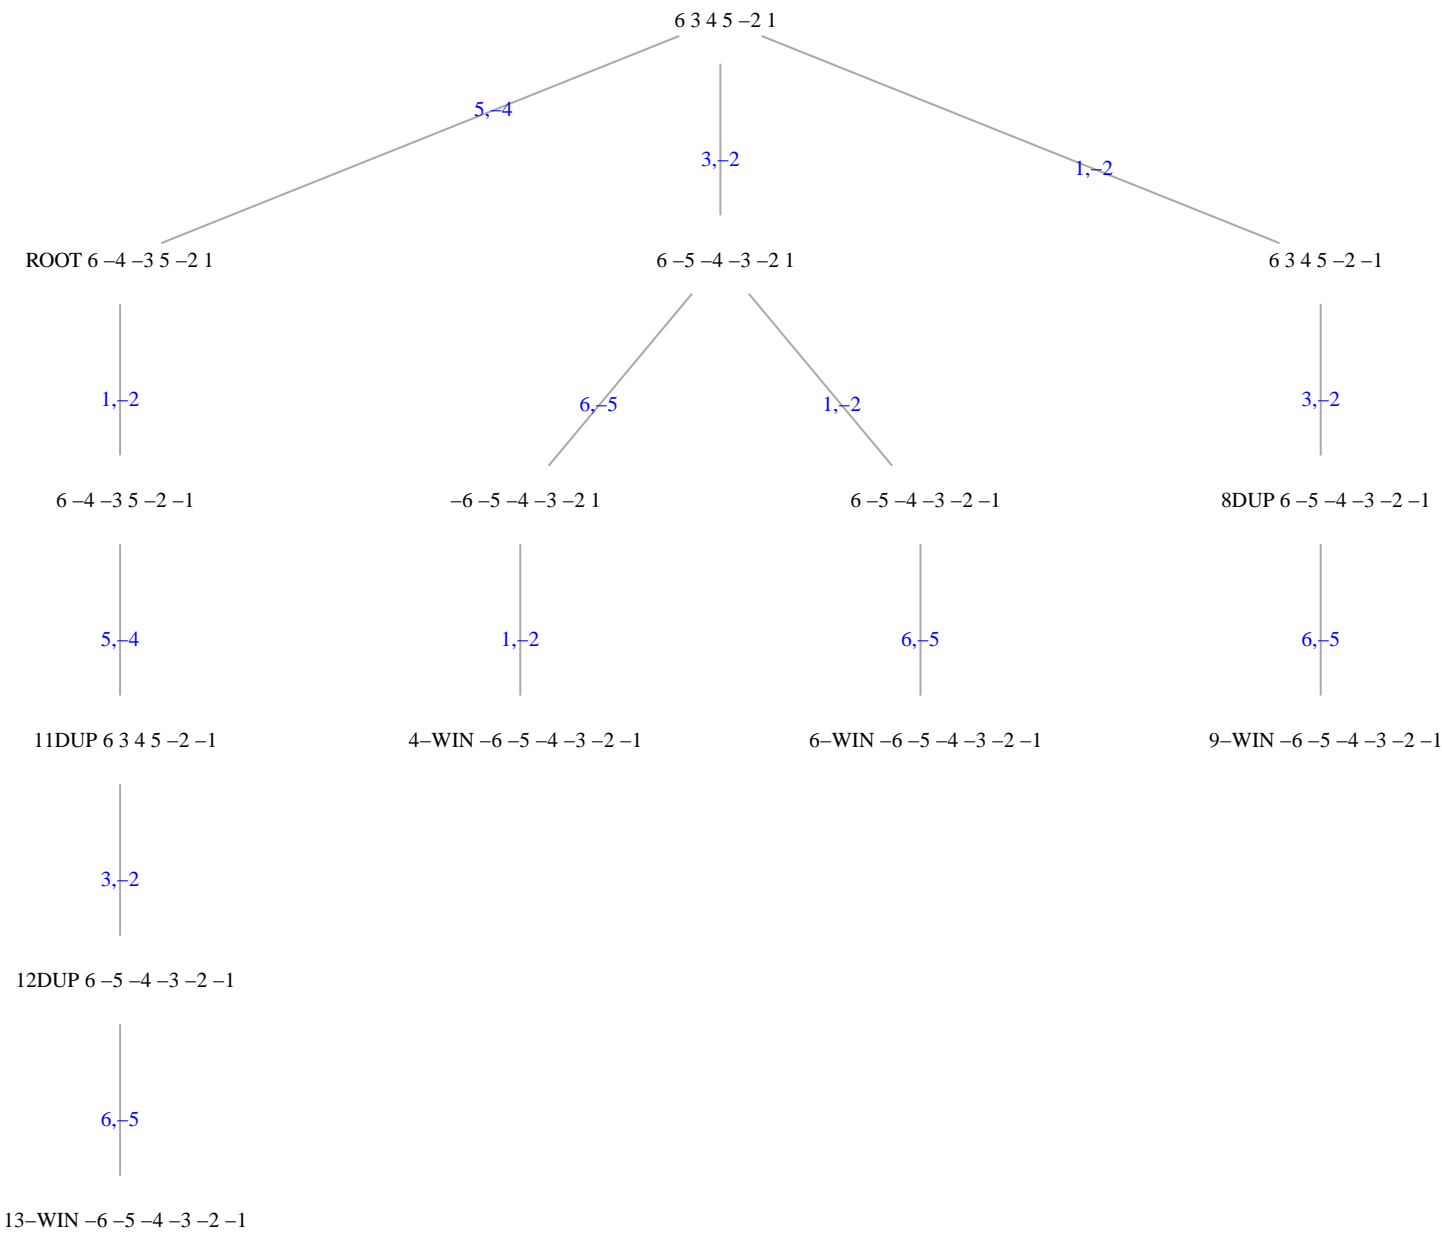 6 3 4 5 −2 1
5,−4
3,−2
1,−2
ROOT 6 −4 −3 5 −2 1
6 −5 −4 −3 −2 1
6 3 4 5 −2 −1
1,−2
6,−5
1,−2
3,−2
6 −4 −3 5 −2 −1
−6 −5 −4 −3 −2 1
6 −5 −4 −3 −2 −1
8DUP 6 −5 −4 −3 −2 −1
5,−4
1,−2
6,−5
6,−5
11DUP 6 3 4 5 −2 −1
4−WIN −6 −5 −4 −3 −2 −1
6−WIN −6 −5 −4 −3 −2 −1
9−WIN −6 −5 −4 −3 −2 −1
3,−2
12DUP 6 −5 −4 −3 −2 −1
6,−5
13−WIN −6 −5 −4 −3 −2 −1